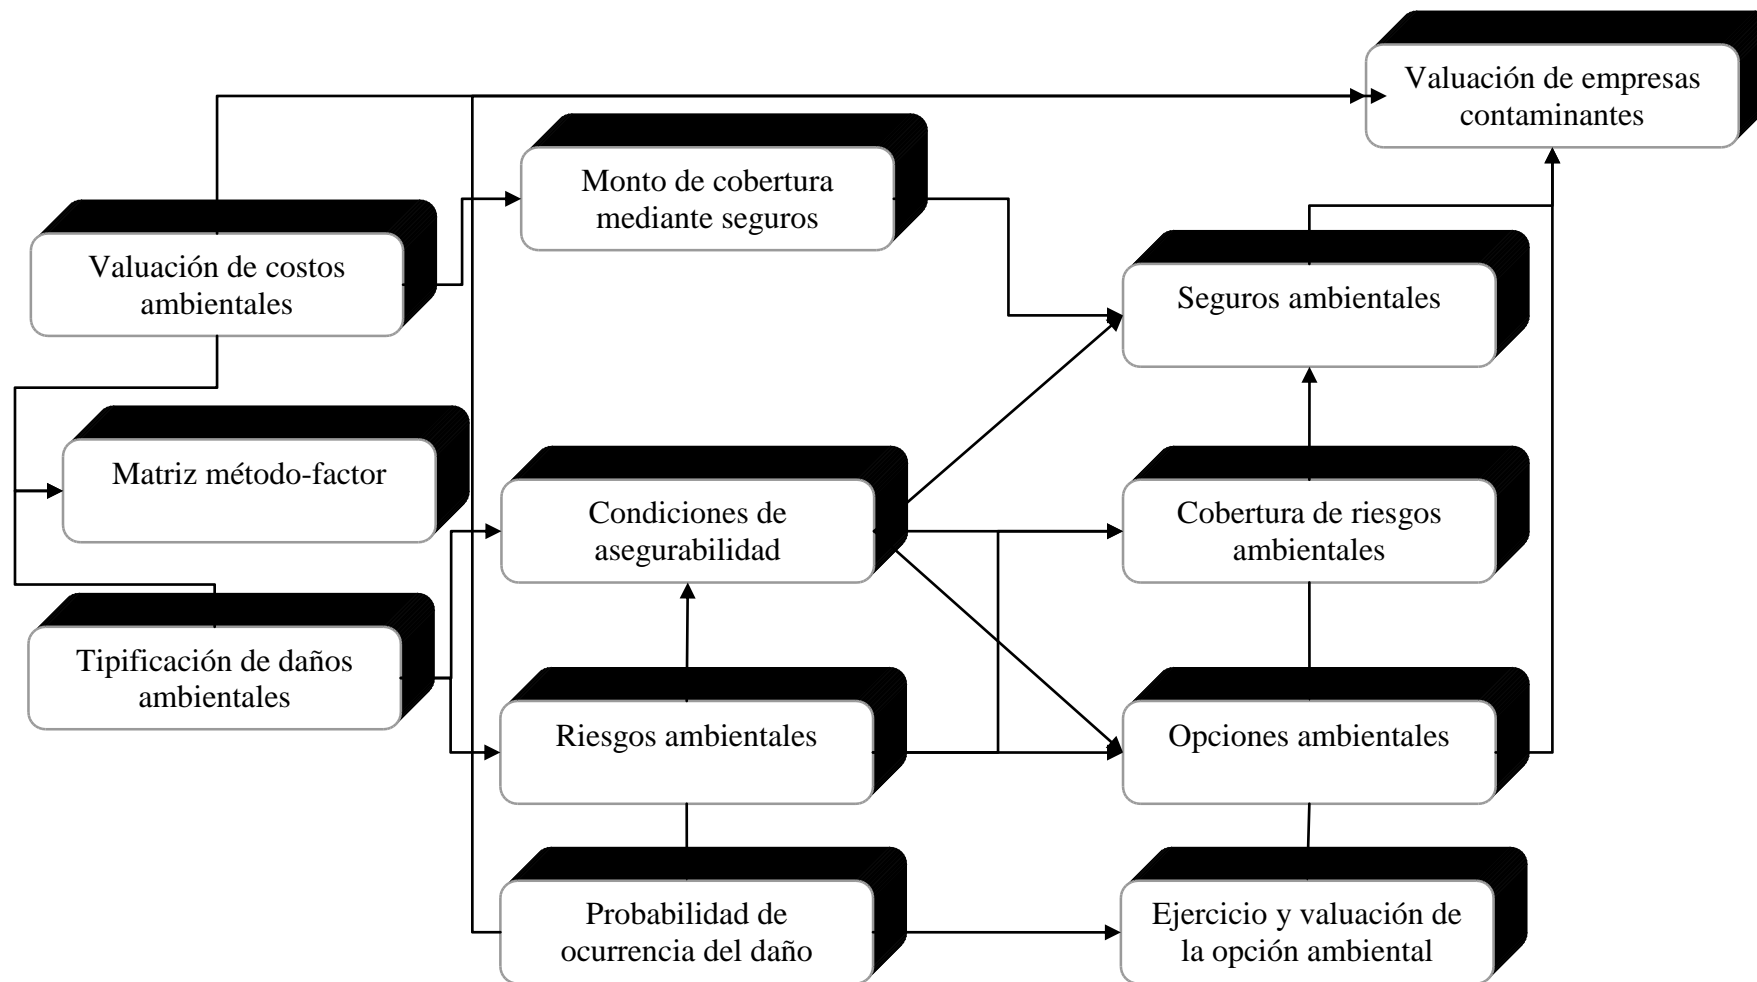 Valuación de empresas
contaminantes
Monto de cobertura
mediante seguros
Valuación de costos
ambientales
Seguros ambientales
Matriz método-factor
Condiciones de
asegurabilidad
Cobertura de riesgos
ambientales
Tipificación de daños
ambientales
Riesgos ambientales
Opciones ambientales
Probabilidad de
ocurrencia del daño
Ejercicio y valuación de
la opción ambiental